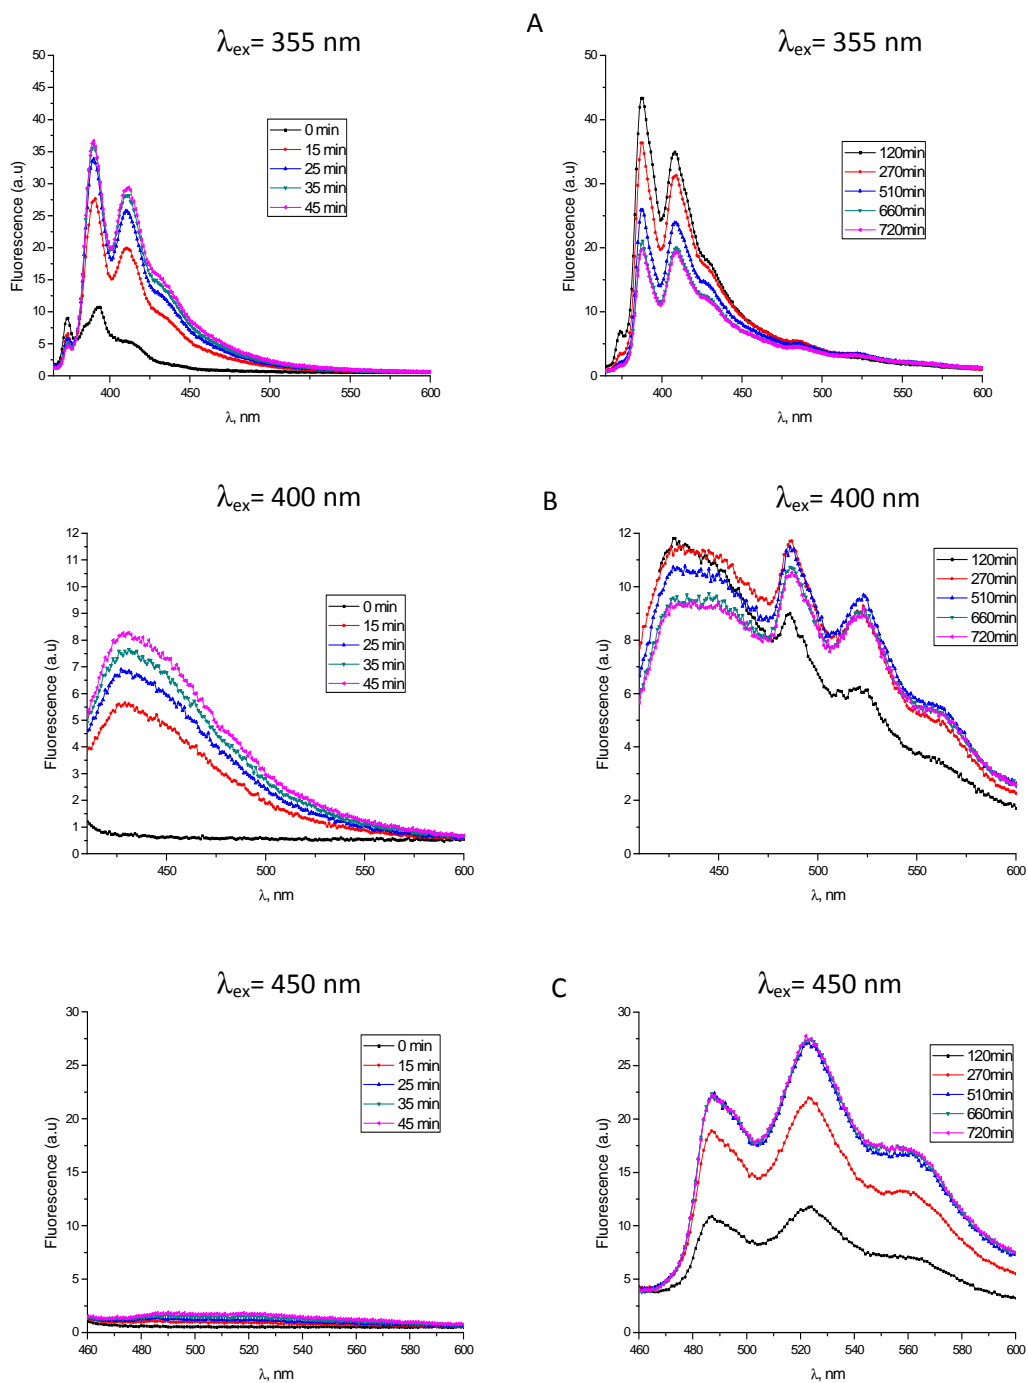 A
λex= 355 nm
λex= 355 nm
50
45
40
35
30
25
20
15
10
5
0
Fluorescence (a.u)
0 min
15 min
25 min
35 min
45 min
400
450
500
550
600
λ, nm
50
45
40
35
30
25
20
15
10
5
0
Fluorescence (a.u)
120min
270min
510min
660min
720min
400
450
500
550
600
λ, nm
B
λex= 400 nm
λex= 400 nm
12
11
10
9
8
7
6
5
4
3
2
1
0
Fluorescence (a.u)
0 min
15 min
25 min
35 min
45 min
450
500
550
600
λ, nm
12
10
8
6
4
2
0
Fluorescence (a.u)
120min
270min
510min
660min
720min
450
500
550
600
λ, nm
C
λex= 450 nm
λex= 450 nm
30
25
20
15
10
5
0
Fluorescence (a.u)
0 min
15 min
25 min
35 min
45 min
460
480
500
520
540
560
580
600
λ, nm
30
25
20
15
10
5
0
Fluorescence (a.u)
120min
270min
510min
660min
720min
460
480
500
520
540
560
580
600
λ, nm